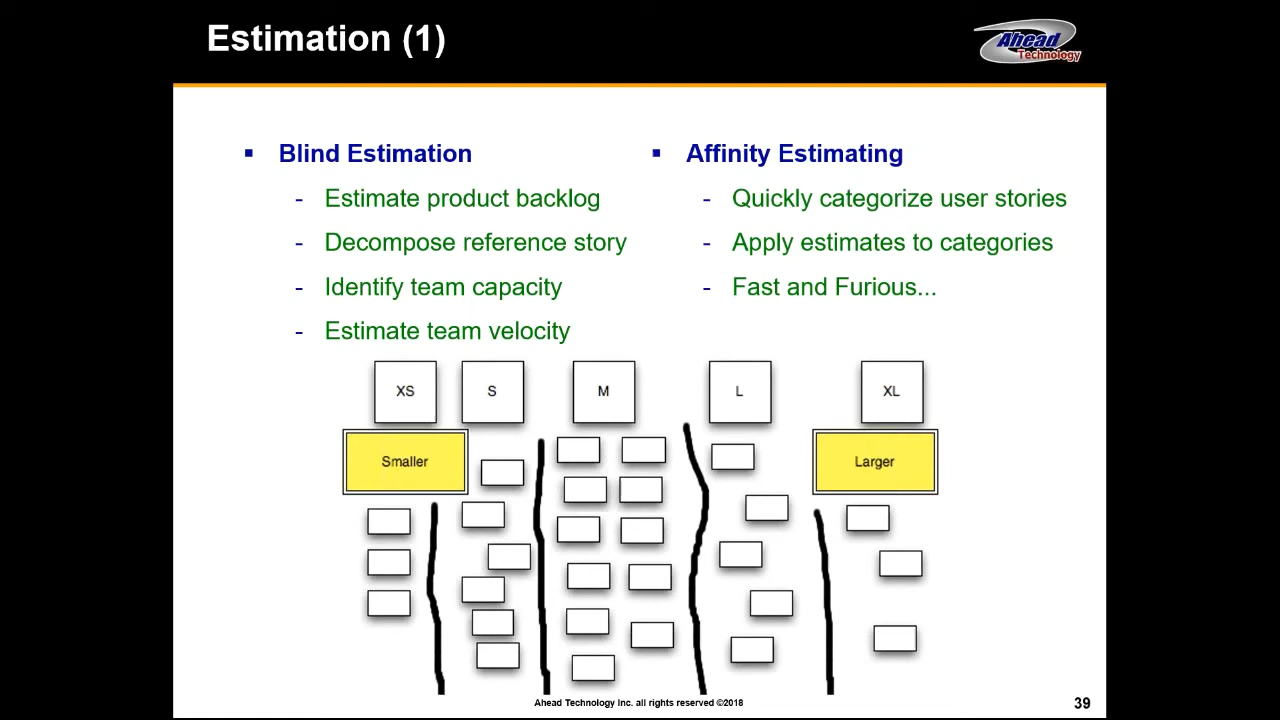 Estimation (1)
Ahead
Technology
▪ Blind Estimation
- Estimate product backlog
- Decompose reference story
- Identify team capacity
- Estimate team velocity
▪ Affinity Estimating
- Quickly categorize user stories
- Apply estimates to categories
- Fast and Furious...
XS S M L XL
Smaller Larger
Ahead Technology Inc. all rights reserved ©2018
39